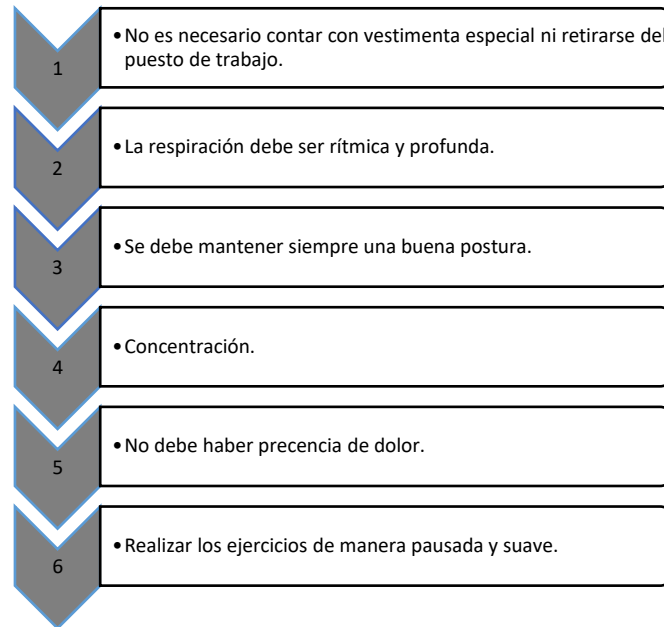 1
• No es necesario contar con vestimenta especial ni retirarse del
puesto de trabajo.
2
• La respiración debe ser rítmica y profunda.
3
• Se debe mantener siempre una buena postura.
4
• Concentración.
5
• No debe haber precencia de dolor.
6
• Realizar los ejercicios de manera pausada y suave.